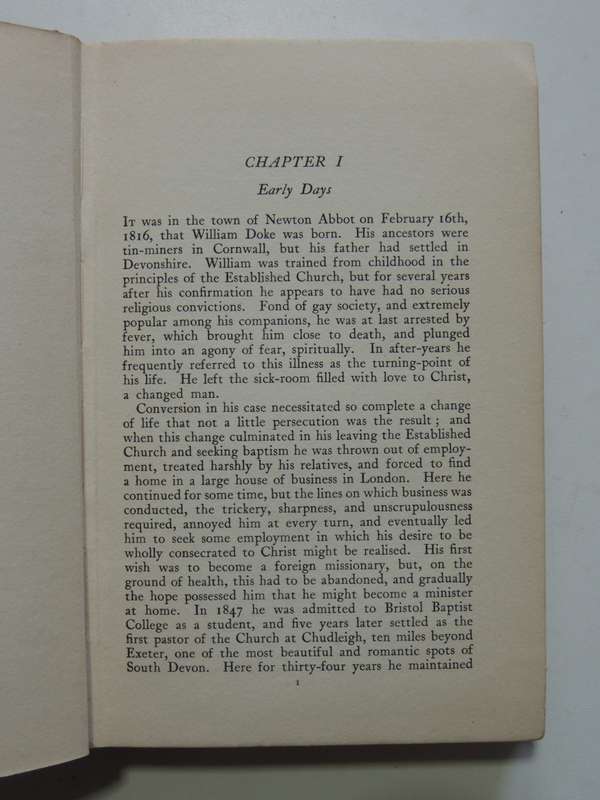 CHAPTER I
Early Days
IT was in the town of Newton Abbot on February 16th,
1816, that William Doke was born. His ancestors were
tin-miners in Cornwall, but his father had settled in
Devonshire. William was trained from childhood in the
principles of the Established Church, but for several years
after his confirmation he appears to have had no serious
religious convictions. Fond of gay society, and extremely
popular among his companions, he was at last arrested by
fever, which brought him close to death, and plunged
him into an agony of fear, spiritually. In after-years he
frequently referred to this illness as the turning-point of
his life. He left the sick-room filled with love to Christ,
a changed man.
Conversion in his case necessitated so complete a change
of life that not a little persecution was the result; and
when this change culminated in his leaving the Established
Church and seeking baptism he was thrown out of employ-
ment, treated harshly by his relatives, and forced to find
a home in a large house of business in London. Here he
continued for some time, but the lines on which business was
conducted, the trickery, sharpness, and unscrupulousness
required, annoyed him at every turn, and eventually led
him to seek some employment in which his desire to be
wholly consecrated to Christ might be realised. His first
wish was to become a foreign missionary, but, on the
ground of health, this had to be abandoned, and gradually
the hope possessed him that he might become a minister
at home. In 1847 he was admitted to Bristol Baptist
College as a student, and five years later settled as the
first pastor of the Church at Chudleigh, ten miles beyond
Exeter, one of the most beautiful and romantic spots of
South Devon. Here for thirty-four years he maintained
1